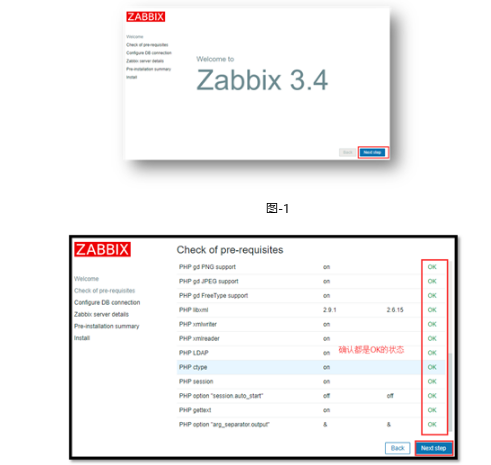 ZABBIX
Welcome
Check of pre-requisites
Configure DB connection
Zabbix server details
Pre-installation summary
Install
Welcome to
Zabbix 3.4
Back Next step
图-1
ZABBIX
Check of pre-requisites
Welcome
Check of pre-requisites
Configure DB connection
Zabbix server details
Pre-installation summary
Install
PHP gd PNG support on OK
PHP gd JPEG support on OK
PHP gd FreeType support on OK
PHP libxml 2.9.1 2.6.15 OK
PHP xmlwriter on OK
PHP xmlreader on OK
PHP LDAP on OK
确认都是OK的状态
PHP ctype on OK
PHP session on OK
PHP option "session.auto_start" off off OK
PHP gettext on OK
PHP option "arg_separator.output" & & OK
Back Next step